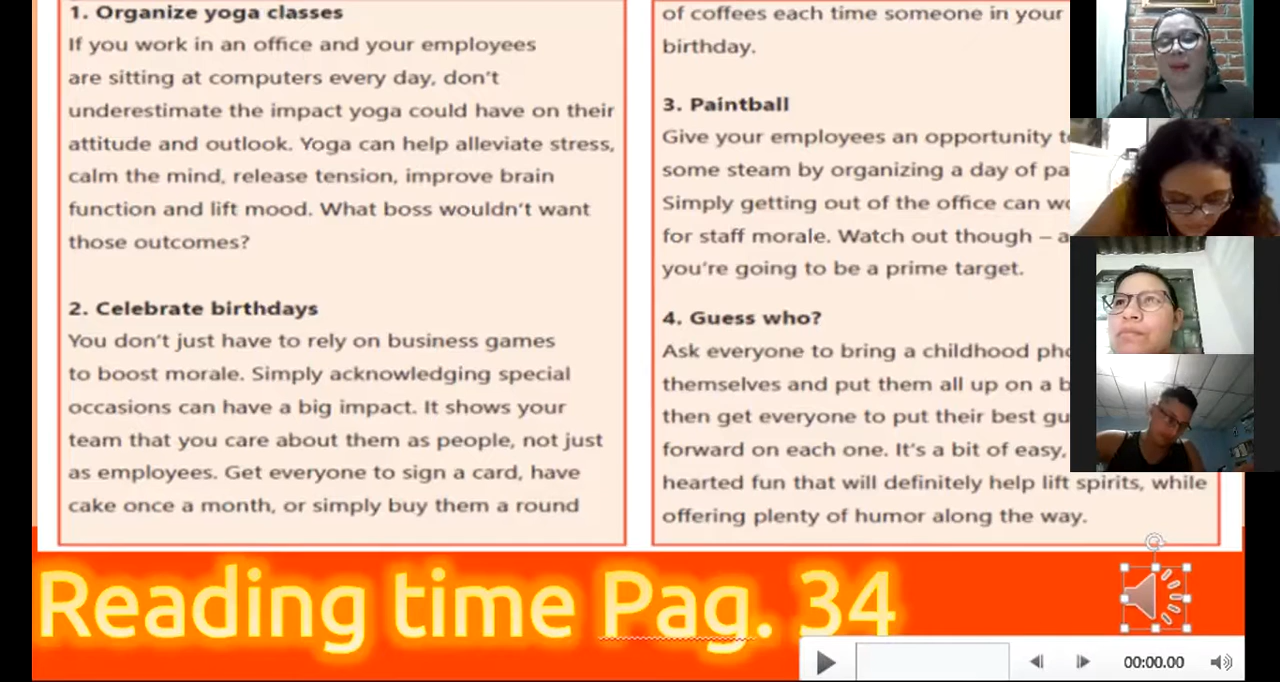 1. Organize yoga classes
If you work in an office and your employees
are sitting at computers every day, don't
underestimate the impact yoga could have on their
attitude and outlook. Yoga can help alleviate stress,
calm the mind, release tension, improve brain
function and lift mood. What boss wouldn't want
those outcomes?
2. Celebrate birthdays
You don't just have to rely on business games
to boost morale. Simply acknowledging special
occasions can have a big impact. It shows your
team that you care about them as people, not just
as employees. Get everyone to sign a card, have
cake once a month, or simply buy them a round
of coffees each time someone in your
birthday.
3. Paintball
Give your employees an opportunity
some steam by organizing a day of
Simply getting out of the office can
for staff morale. Watch out though –
you're going to be a prime target.
4. Guess who?
Ask everyone to bring a childhood
themselves and put them all up on a
then get everyone to put their best
forward on each one. It's a bit of easy,
hearted fun that will definitely help lift spirits, while
offering plenty of humor along the way.
Reading time Pag. 34
00:00.00